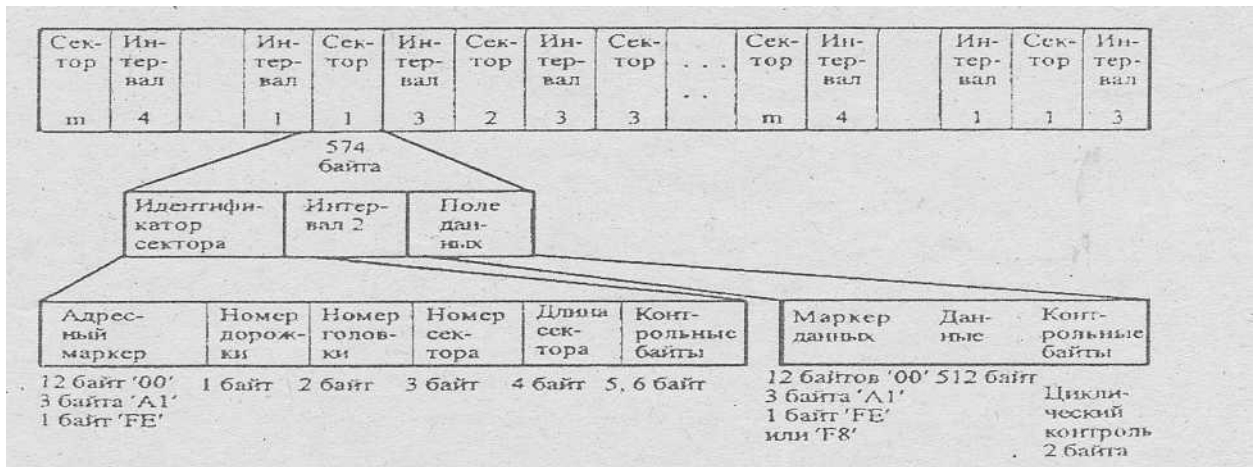 Сек- Ин- Ин- Сек- Ин- Сек- Ин- Сек- Сек- Ин- Ин- Сек- Ин-
тор тер- тер- тор тер- тор тер- тор . . . тор тер- тер- тор тер-
вал вал вал вал . . вал вал вал
m 4 1 1 3 2 3 3 m 4 1 1 3
574
байта
Идентифи-
катор
сектора
Интер-
вал 2
Поле
дан-
ных
Адрес-
ный
маркер
Номер
дорож-
ки
Номер
голов-
ки
Номер
сек-
тора
Длина
сек-
тора
Конт-
рольные
байты
Маркер
данных
Дан-
ные
Конт-
рольные
байты
12 байт '00'
3 байта 'A1'
1 байт 'FE'
1 байт
2 байт
3 байт
4 байт
5, 6 байт
12 байтов '00'
3 байта 'A1'
1 байт 'FE'
или 'F8'
512 байт
Цикли-
ческий
контроль
2 байта